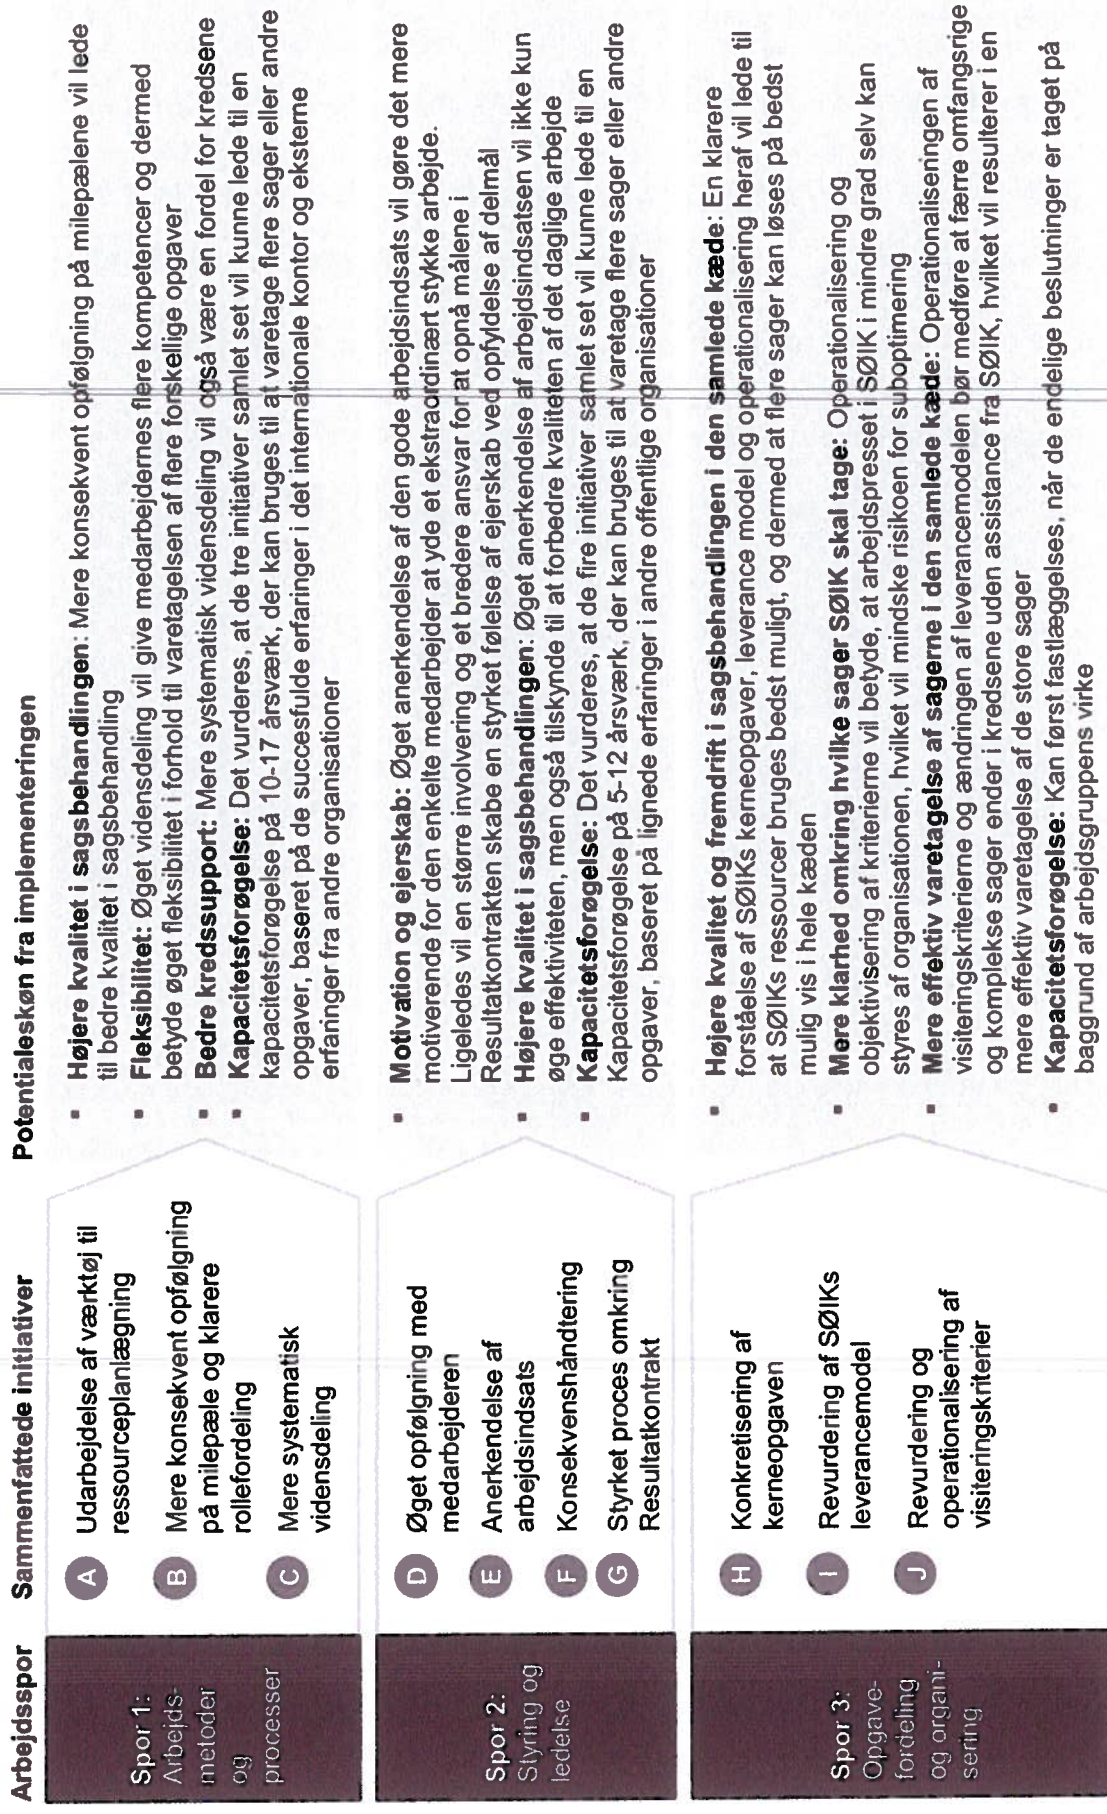 Arbejdsspor
Sammenfattede initiativer
Potentialeskøn fra implementeringen
Spor 1:
Arbejds-
metoder
og
processer
A
Udarbejdelse af værktøj til
ressourceplanlægning
B
Mere konsekvent opfølgning
på milepæle og klarere
rollefordeling
C
Mere systematisk
vidensdeling
▪ Højere kvalitet i sagsbehandlingen: Mere konsekvent opfølgning på milepælene vil lede
til bedre kvalitet i sagsbehandling
▪ Fleksibilitet: Øget vidensdeling vil give medarbejdernes flere kompetencer og dermed
betyde øget fleksibilitet i forhold til varetagelsen af flere forskellige opgaver
▪ Bedre kredssupport: Mere systematisk vidensdeling vil også være en fordel for kredsene
▪ Kapacitetsforøgelse: Det vurderes, at de tre initiativer samlet set vil kunne lede til en
kapacitetsforøgelse på 10-17 årsværk, der kan bruges til at varetage flere sager eller andre
opgaver, baseret på de succesfulde erfaringer i det internationale kontor og eksterne
erfaringer fra andre organisationer
Spor 2:
Styring og
ledelse
D
Øget opfølgning med
medarbejderen
E
Anerkendelse af
arbejdsindsats
F
Konsekvenshåndtering
G
Styrket proces omkring
Resultatkontrakt
▪ Motivation og ejerskab: Øget anerkendelse af den gode arbejdsindsats vil gøre det mere
motiverende for den enkelte medarbejder at yde et ekstraordinært stykke arbejde.
Ligeledes vil en større involvering og et bredere ansvar for at opnå målene i
Resultatkontrakten skabe en styrket følelse af ejerskab ved opfyldelse af delmål
▪ Højere kvalitet i sagsbehandlingen: Øget anerkendelse af arbejdsindsatsen vil ikke kun
øge effektiviteten, men også tilskynde til at forbedre kvaliteten af det daglige arbejde
▪ Kapacitetsforøgelse: Det vurderes, at de fire initiativer samlet set vil kunne lede til en
Kapacitetsforøgelse på 5-12 årsværk, der kan bruges til at varetage flere sager eller andre
opgaver, baseret på lignede erfaringer i andre offentlige organisationer
Spor 3:
Opgave-
fordeling
og organi-
sering
H
Konkretisering af
kerneopgaven
I
Revurdering af SØIKs
leverancemodel
J
Revurdering og
operationalisering af
visiteringskriterier
▪ Højere kvalitet og fremdrift i sagsbehandlingen i den samlede kæde: En klarere
forståelse af SØIKs kerneopgaver, leverance model og operationalisering heraf vil lede til
at SØIKs ressourcer bruges bedst muligt, og dermed at flere sager kan løses på bedst
mulig vis i hele kæden
▪ Mere klarhed omkring hvilke sager SØIK skal tage: Operationalisering og
objektivisering af kriterierne vil betyde, at arbejdspresset i SØIK i mindre grad selv kan
styres af organisationen, hvilket vil mindske risikoen for suboptimering
▪ Mere effektiv varetagelse af sagerne i den samlede kæde: Operationaliseringen af
visiteringskriterierne og ændringen af leverancemodellen bør medføre at færre omfangsrige
og komplekse sager ender i kredsene uden assistance fra SØIK, hvilket vil resulterer i en
mere effektiv varetagelse af de store sager
▪ Kapacitetsforøgelse: Kan først fastlæggelses, når de endelige beslutninger er taget på
baggrund af arbejdsgruppens virke